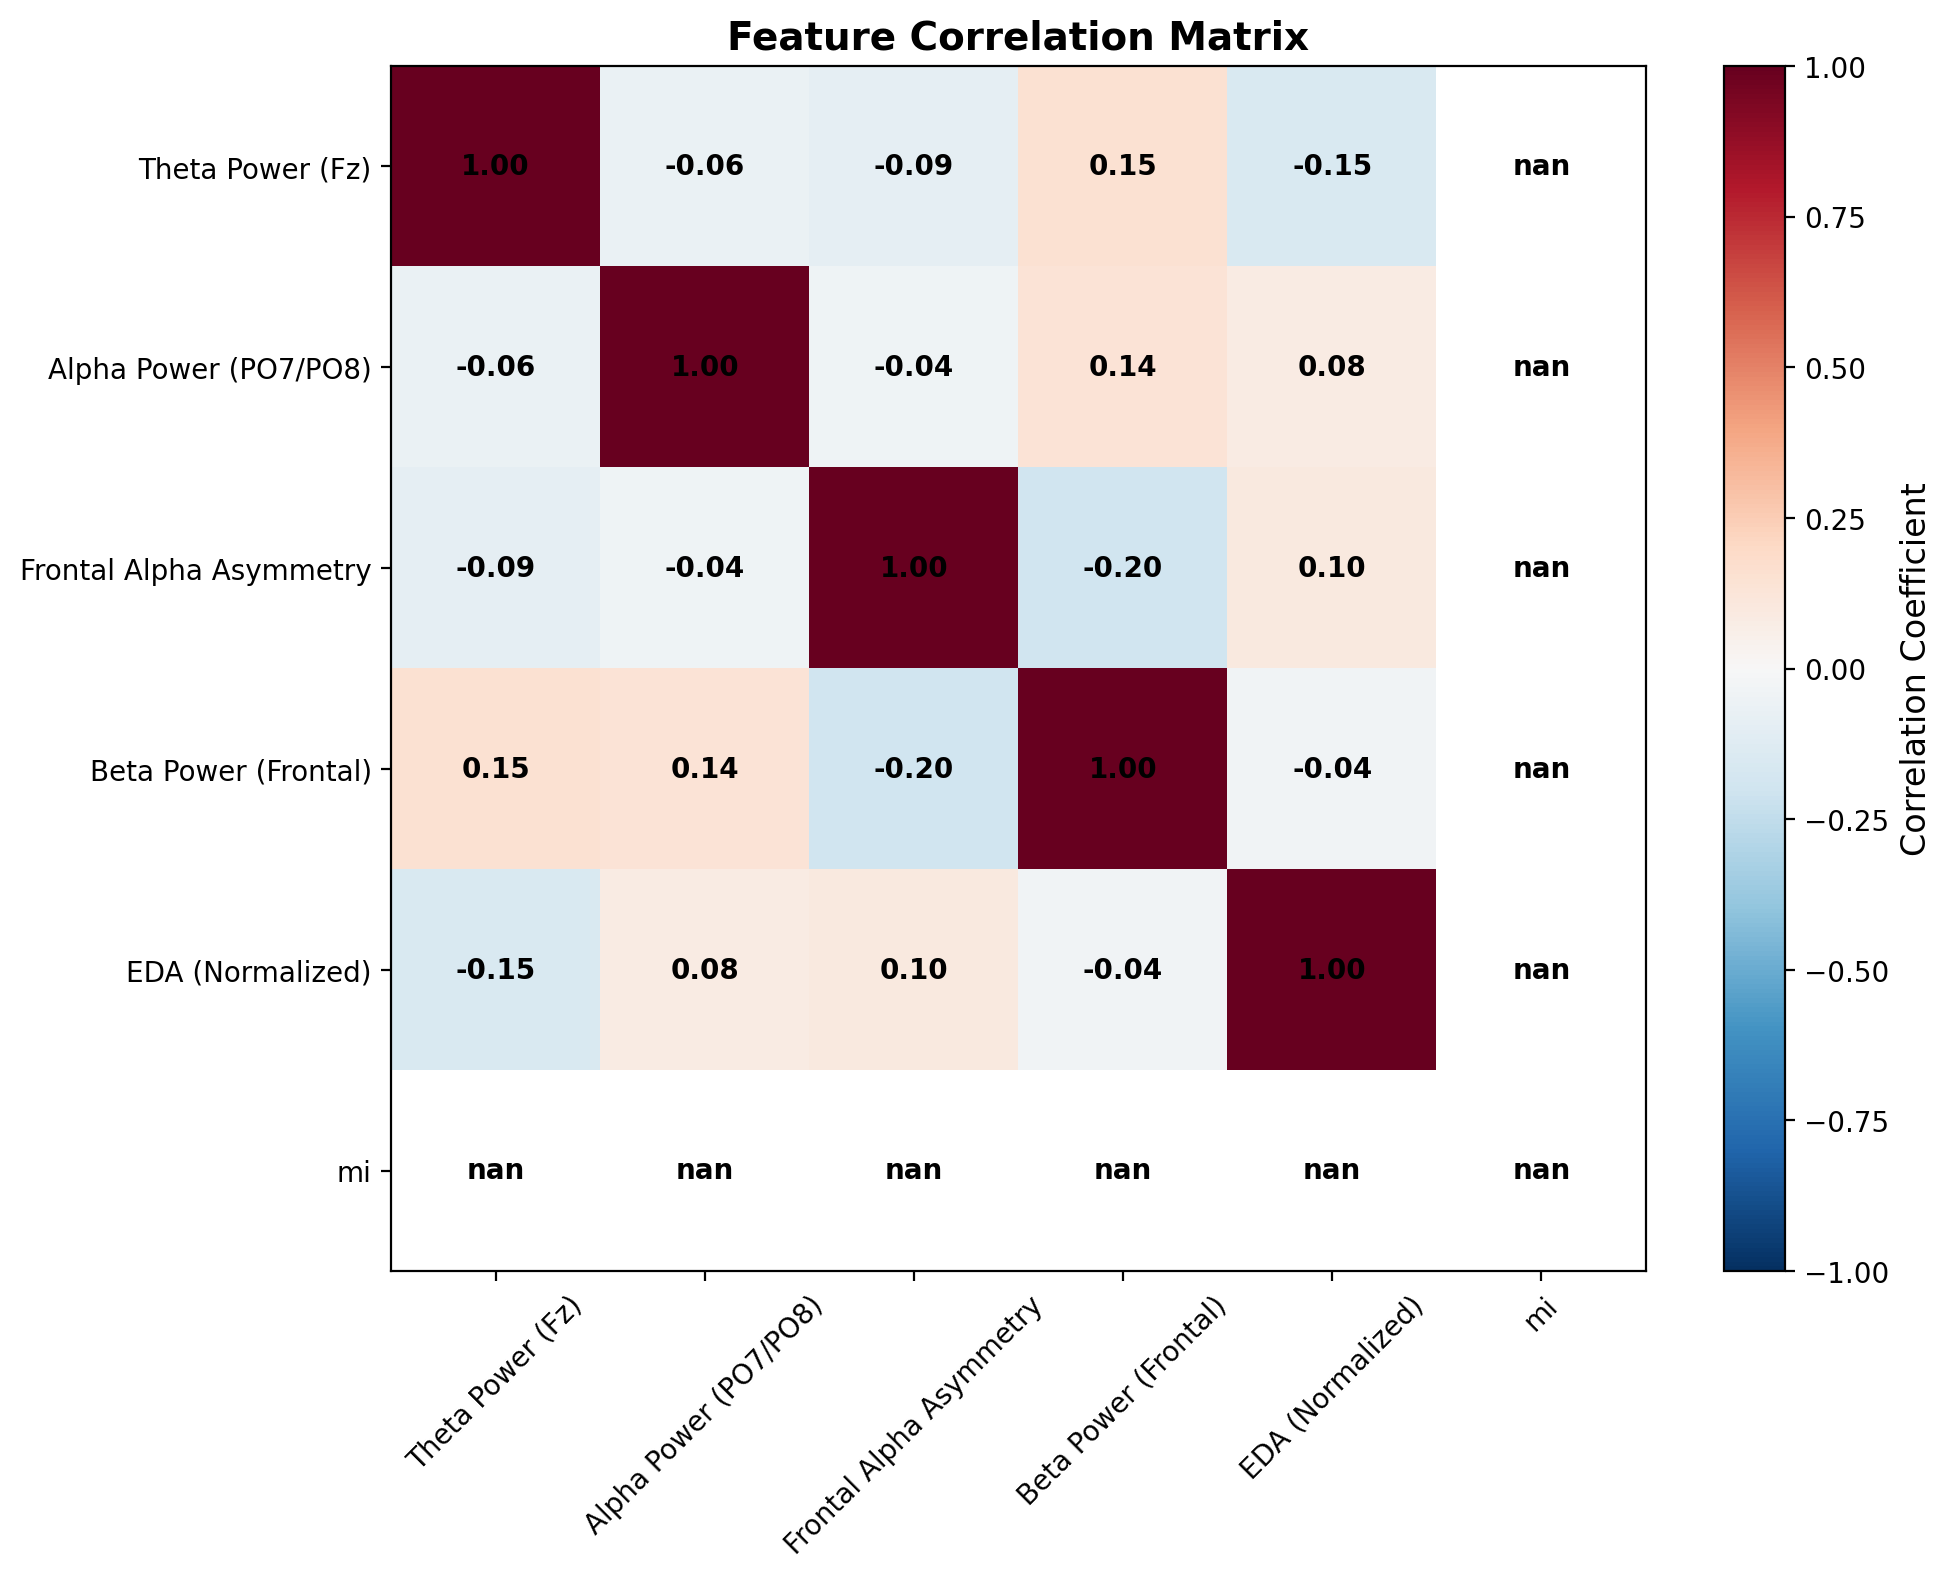 Feature Correlation Matrix
Theta Power (Fz) 1.00 -0.06 -0.09 0.15 -0.15 nan
Alpha Power (PO7/PO8) -0.06 1.00 -0.04 0.14 0.08 nan
Frontal Alpha Asymmetry -0.09 -0.04 1.00 -0.20 0.10 nan
Beta Power (Frontal) 0.15 0.14 -0.20 1.00 -0.04 nan
EDA (Normalized) -0.15 0.08 0.10 -0.04 1.00 nan
mi nan nan nan nan nan nan
Theta Power (Fz)
Alpha Power (PO7/PO8)
Frontal Alpha Asymmetry
Beta Power (Frontal)
EDA (Normalized)
mi
1.00
0.75
0.50
0.25
0.00
−0.25
−0.50
−0.75
−1.00
Correlation Coefficient